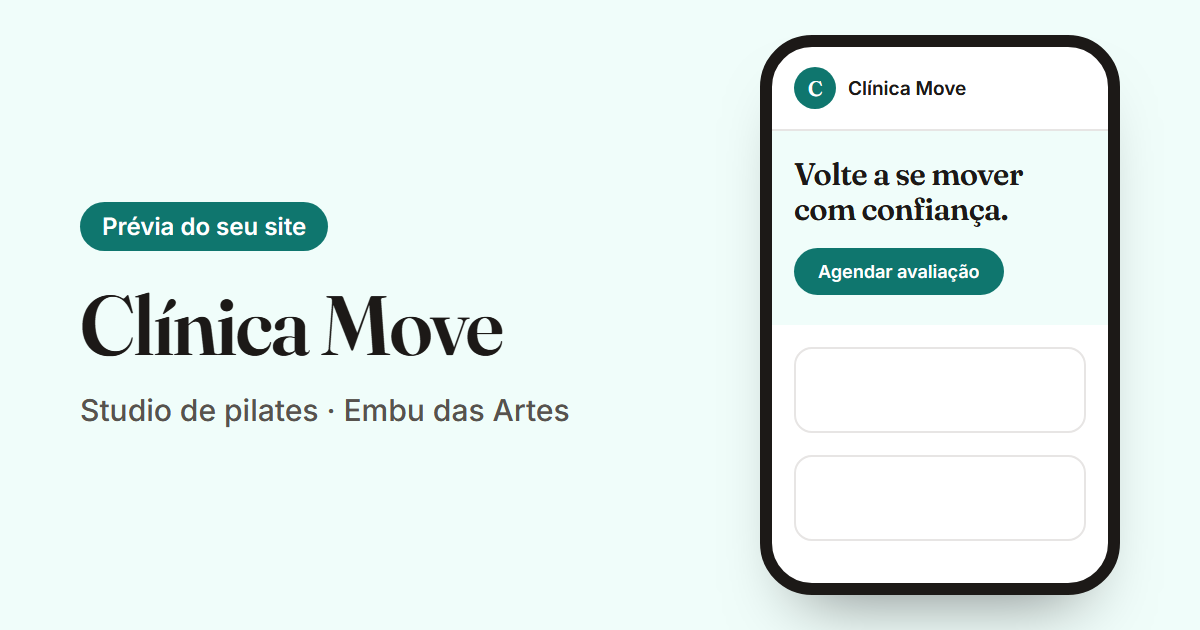 Prévia do seu site
Clínica Move
Studio de pilates · Embu das Artes
C
Clínica Move
Volte a se mover
com confiança.
Agendar avaliação